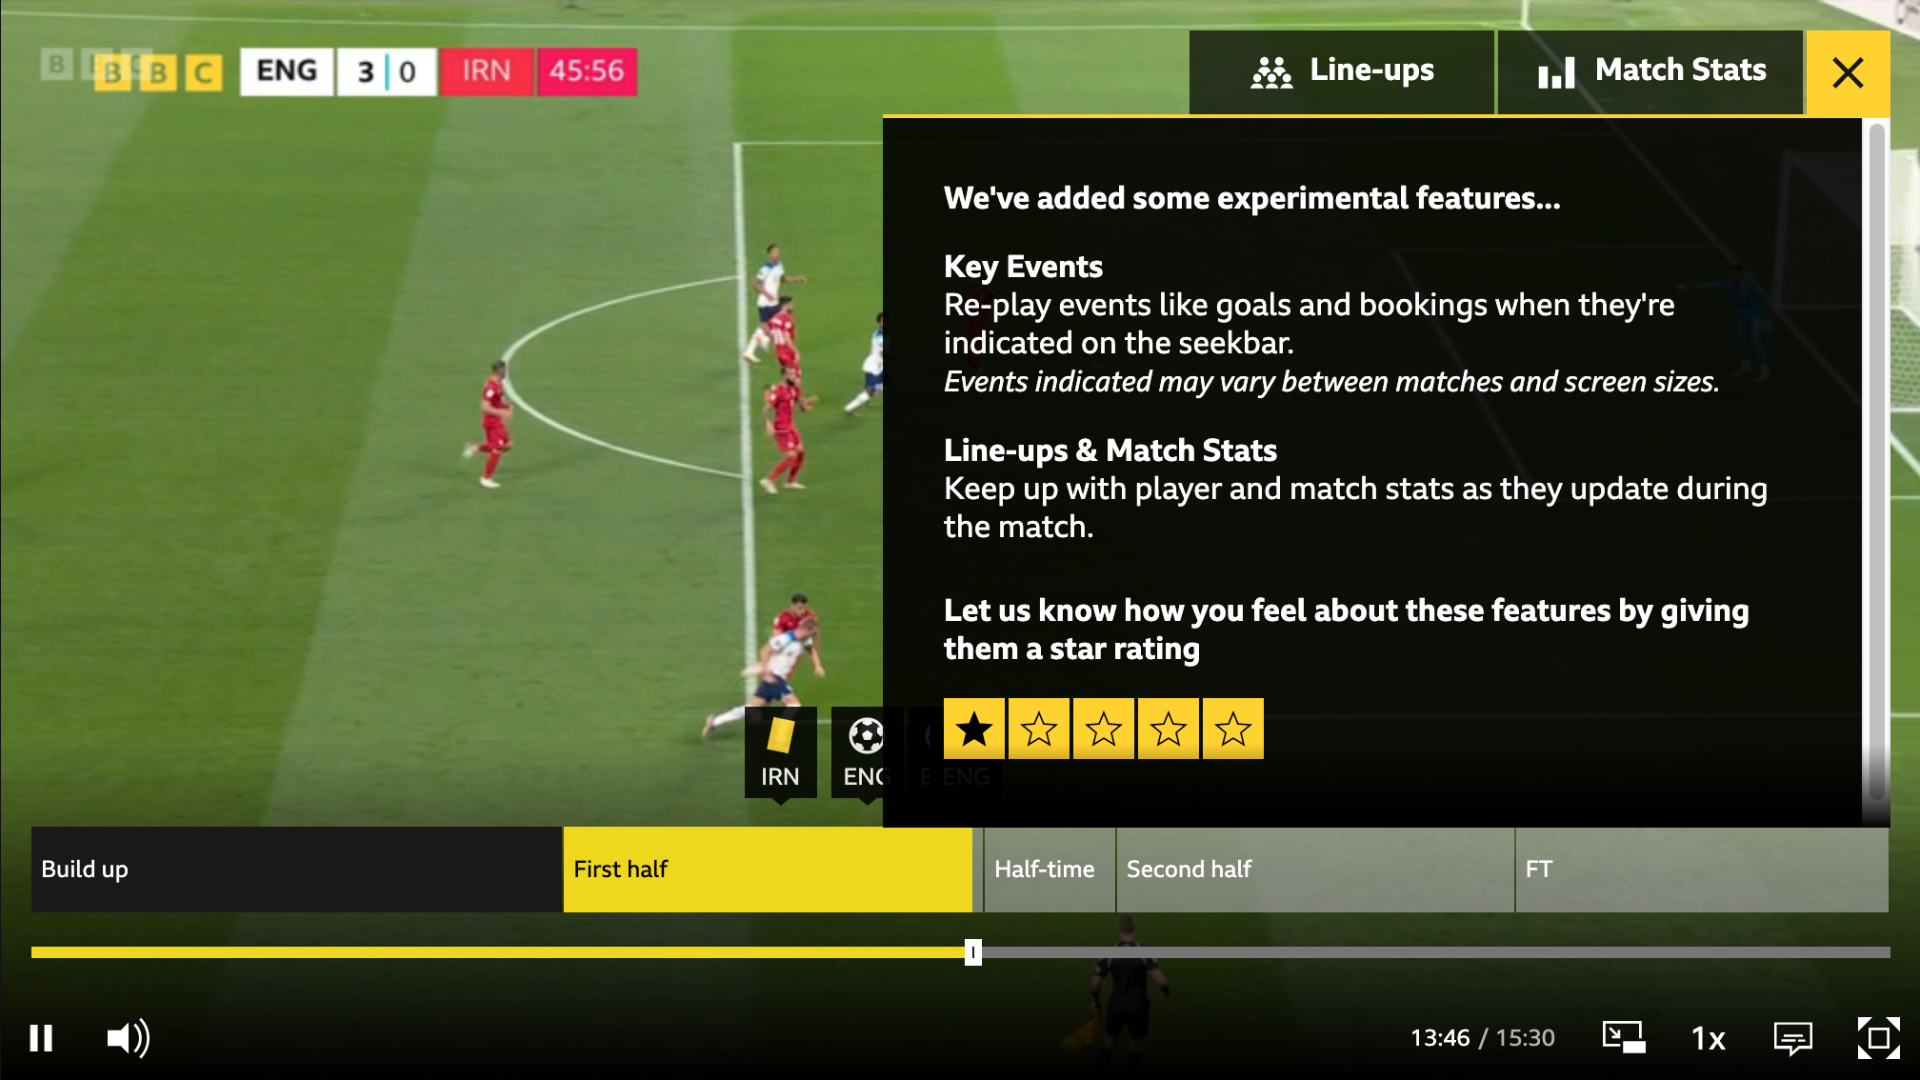 BBC
BBC ENG 3 0 IRN 45:56
Line-ups
Match Stats
We've added some experimental features...
Key Events
Re-play events like goals and bookings when they're
indicated on the seekbar.
Events indicated may vary between matches and screen sizes.
Line-ups & Match Stats
Keep up with player and match stats as they update during
the match.
Let us know how you feel about these features by giving
them a star rating
IRN
ENG
ENG
Build up
First half
Half-time
Second half
FT
13:46 / 15:30
1x